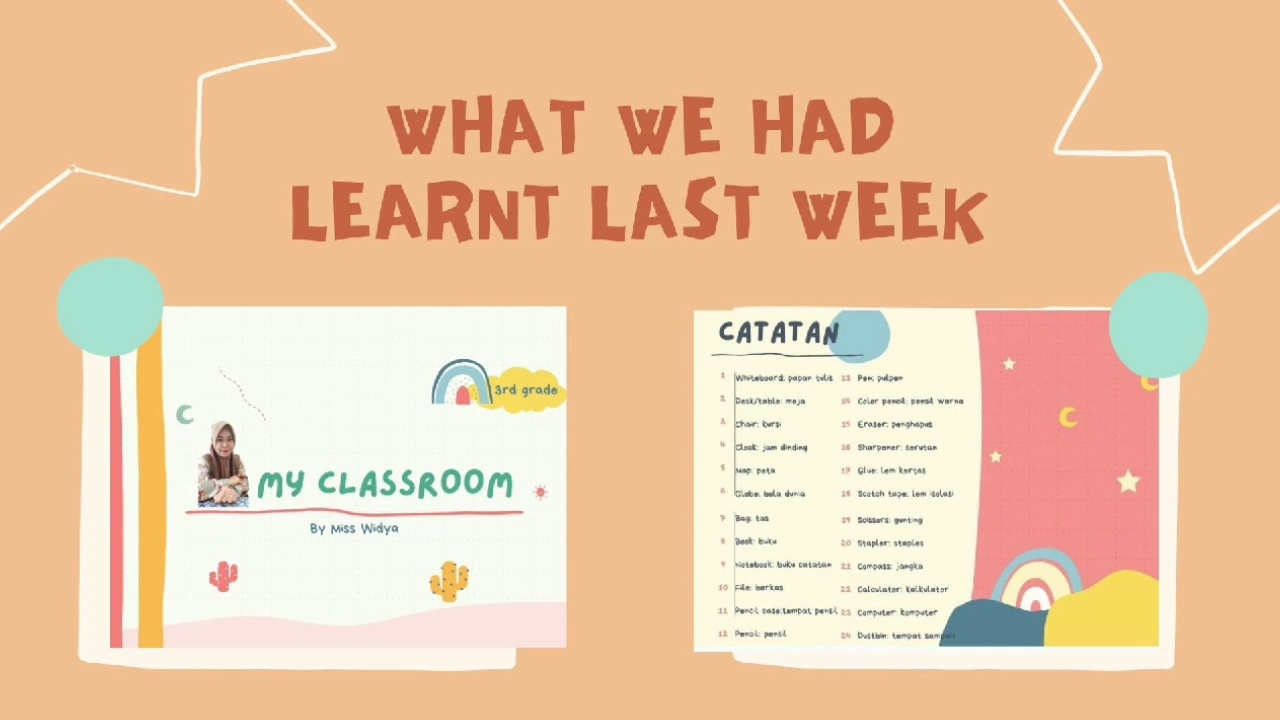 WHAT WE HAD
LEARNT LAST WEEK
3rd grade
MY CLASSROOM
By Miss Widya
CATATAN
1 Whiteboard: papan tulis
2 Desk/table: meja
3 Chair: kursi
4 Clock: jam dinding
5 Map: peta
6 Globe: bola dunia
7 Bag: tas
8 Book: buku
9 Notebook: buku catatan
10 File: berkas
11 Pencil case:tempat pensil
12 Pencil: pensil
13 Pen: pulpen
14 Color pencil: pensil warna
15 Eraser: penghapus
16 Sharpener: serutan
17 Glue: lem kertas
18 Scotch tape: lem isolasi
19 Scissors: gunting
20 Stapler: staples
21 Compass: jangka
22 Calculator: kalkulator
23 Computer: komputer
24 Dustbin: tempat sampah